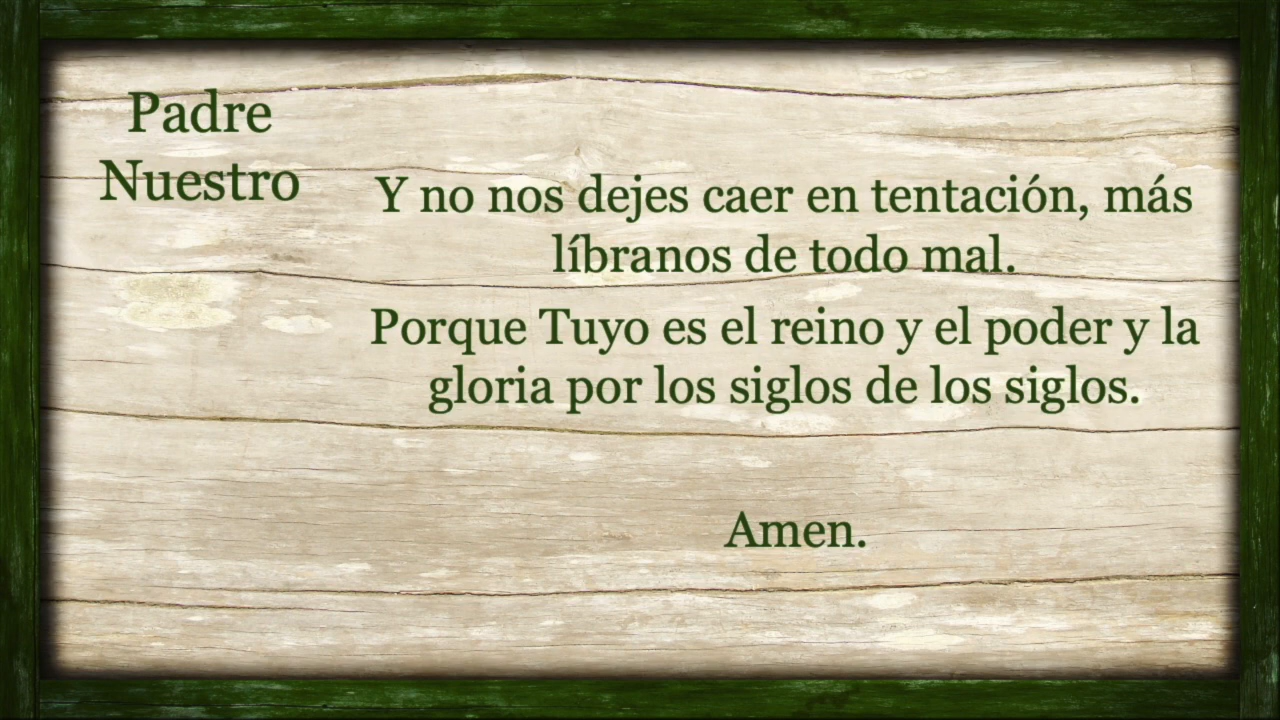 Padre
Nuestro
Y no nos dejes caer en tentación, más
líbranos de todo mal.
Porque Tuyo es el reino y el poder y la
gloria por los siglos de los siglos.
Amen.